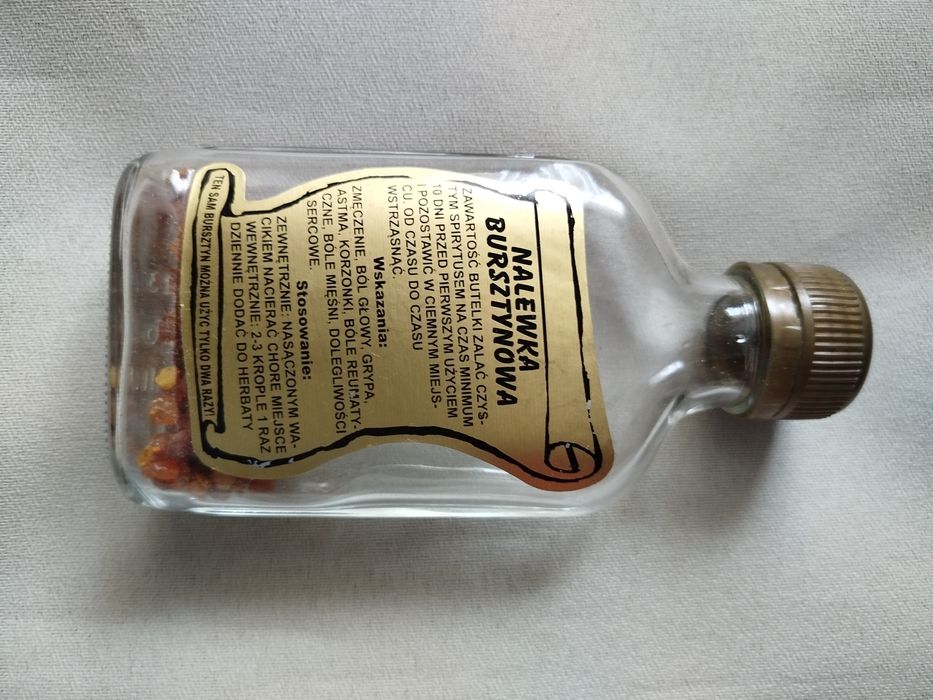 NALEWKA
BURSZTYNOWA
ZAWARTOŚĆ BUTELKI ZALAĆ CZYS-
TYM SPIRYTUSEM NA CZAS MINIMUM
10 DNI PRZED PIERWSZYM UŻYCIEM
I POZOSTAWIĆ W CIEMNYM MIEJS-
CU. OD CZASU DO CZASU
WSTRZĄSNĄĆ.
Wskazania:
ZMĘCZENIE, BÓL GŁOWY, GRYPA,
ASTMA, KORZONKI, BÓLE REUMATY-
CZNE, BÓLE MIĘŚNI, DOLEGLIWOŚCI
SERCOWE.
Stosowanie:
ZEWNĘTRZNIE: NASĄCZONYM WA-
CIKIEM NACIERAĆ CHORE MIEJSCE
WEWNĘTRZNIE: 2-3 KROPLE 1 RAZ
DZIENNIE DODAĆ DO HERBATY
TEN SAM BURSZTYN MOŻNA UŻYĆ TYLKO DWA RAZY!